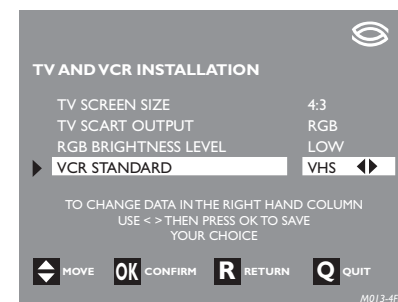 TV AND VCR INSTALLATION
TV SCREEN SIZE 4:3
TV SCART OUTPUT RGB
RGB BRIGHTNESS LEVEL LOW
VCR STANDARD VHS
TO CHANGE DATA IN THE RIGHT HAND COLUMN
USE < > THEN PRESS OK TO SAVE
YOUR CHOICE
MOVE OK CONFIRM R RETURN Q QUIT
M013-4F